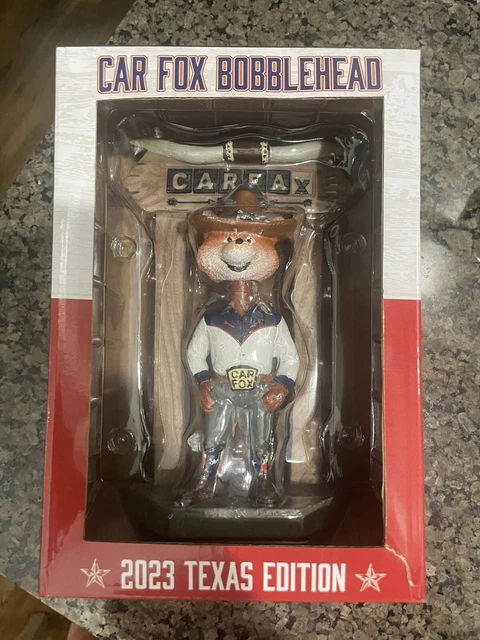 CAR FOX BOBBLEHEAD
CARFAX
CAR
FOX
2023 TEXAS EDITION